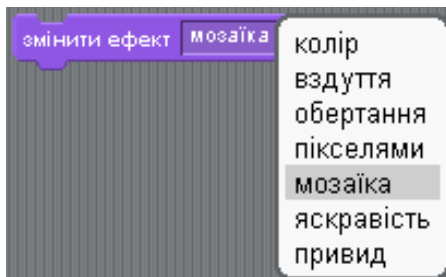 змінити ефект мозаїка
колір
вздуття
обертання
пікселями
мозаїка
яскравість
привид